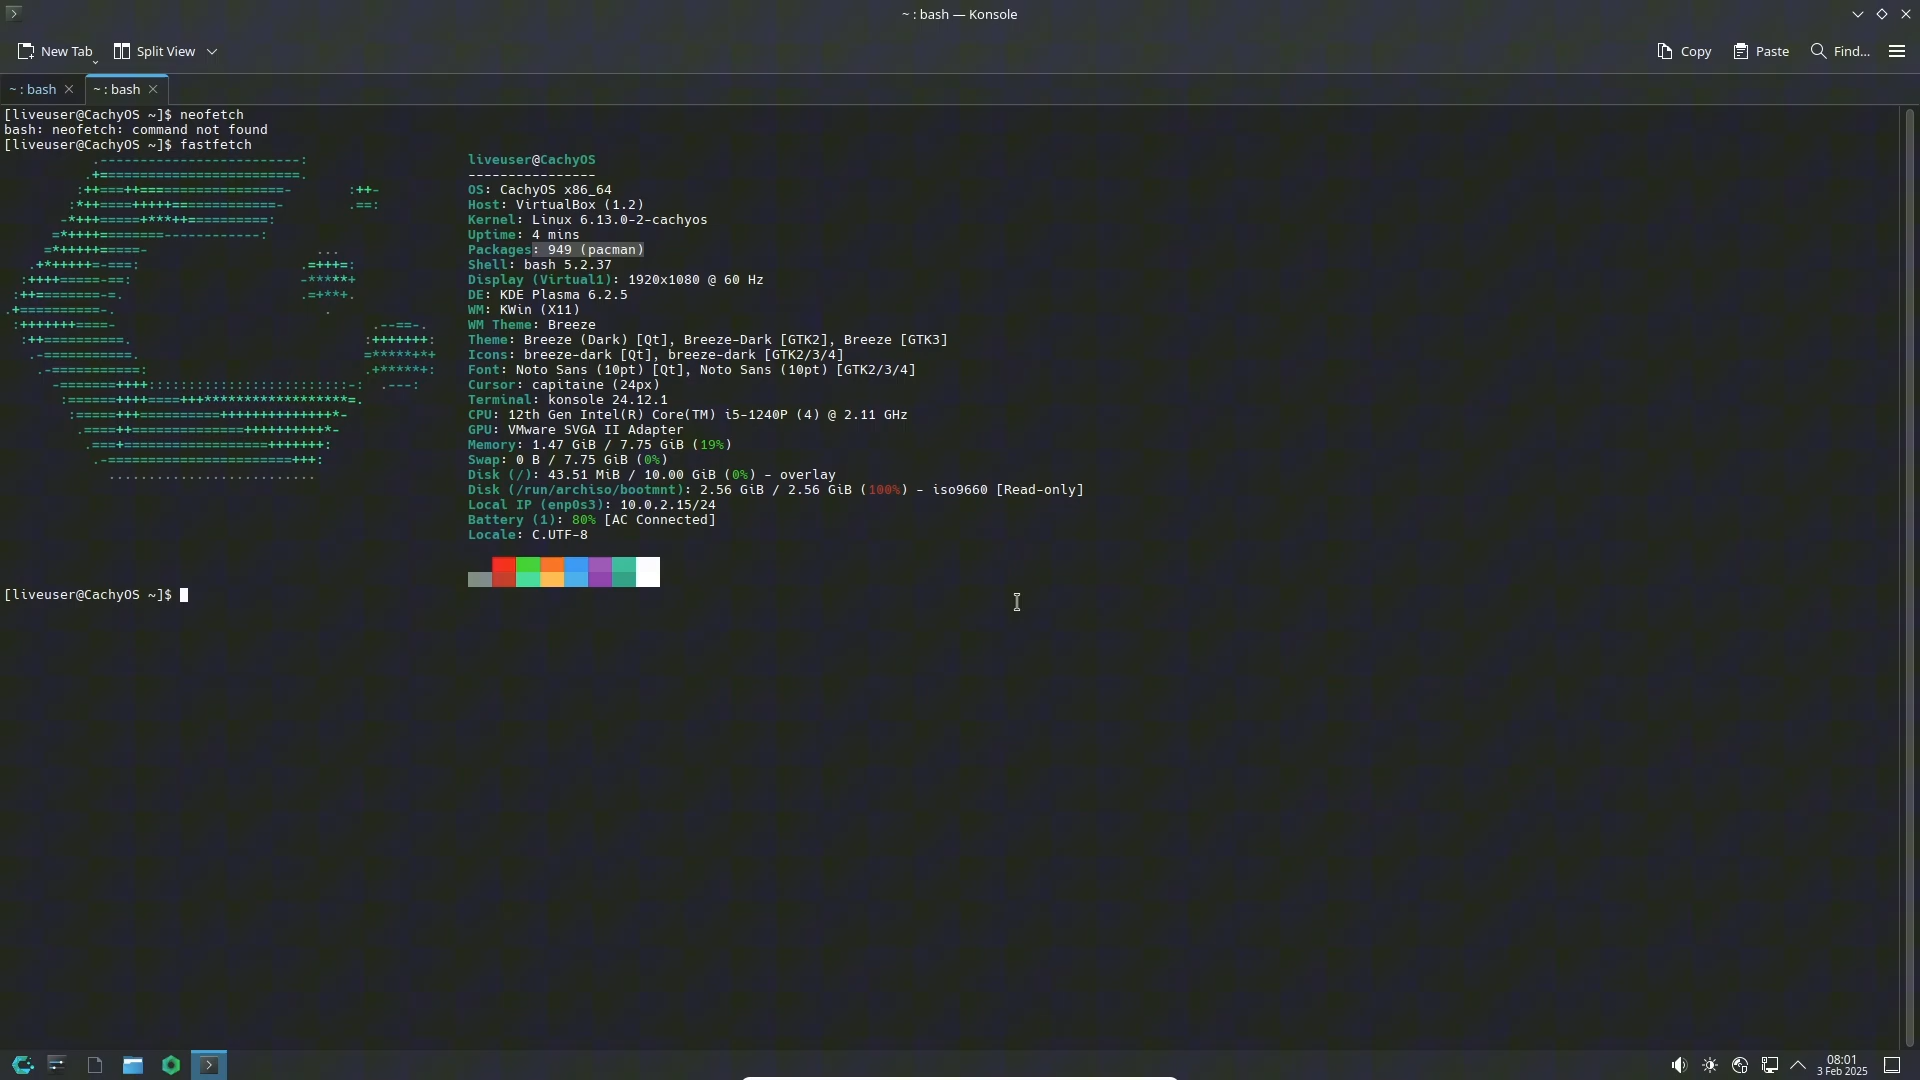 ~ : bash — Konsole
New Tab
Split View
Copy
Paste
Find...
~ : bash
~ : bash
[liveuser@CachyOS ~]$ neofetch
bash: neofetch: command not found
[liveuser@CachyOS ~]$ fastfetch
liveuser@CachyOS
----------------
OS: CachyOS x86_64
Host: VirtualBox (1.2)
Kernel: Linux 6.13.0-2-cachyos
Uptime: 4 mins
Packages: 949 (pacman)
Shell: bash 5.2.37
Display (Virtual1): 1920x1080 @ 60 Hz
DE: KDE Plasma 6.2.5
WM: KWin (X11)
WM Theme: Breeze
Theme: Breeze (Dark) [Qt], Breeze-Dark [GTK2], Breeze [GTK3]
Icons: breeze-dark [Qt], breeze-dark [GTK2/3/4]
Font: Noto Sans (10pt) [Qt], Noto Sans (10pt) [GTK2/3/4]
Cursor: capitaine (24px)
Terminal: konsole 24.12.1
CPU: 12th Gen Intel(R) Core(TM) i5-1240P (4) @ 2.11 GHz
GPU: VMware SVGA II Adapter
Memory: 1.47 GiB / 7.75 GiB (19%)
Swap: 0 B / 7.75 GiB (0%)
Disk (/): 43.51 MiB / 10.00 GiB (0%) - overlay
Disk (/run/archiso/bootmnt): 2.56 GiB / 2.56 GiB (100%) - iso9660 [Read-only]
Local IP (enp0s3): 10.0.2.15/24
Battery (1): 80% [AC Connected]
Locale: C.UTF-8
[liveuser@CachyOS ~]$
08:01
3 Feb 2025